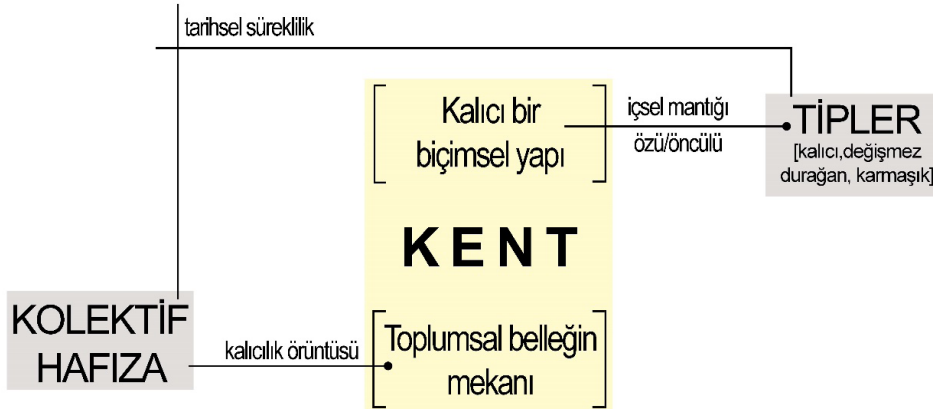 tarihsel süreklilik
Kalıcı bir
biçimsel yapı
içsel mantığı
özü/öncülü
TİPLER
[kalıcı,değişmez
durağan, karmaşık]
KENT
KOLEKTİF
HAFIZA
kalıcılık örüntüsü
Toplumsal belleğin
mekanı